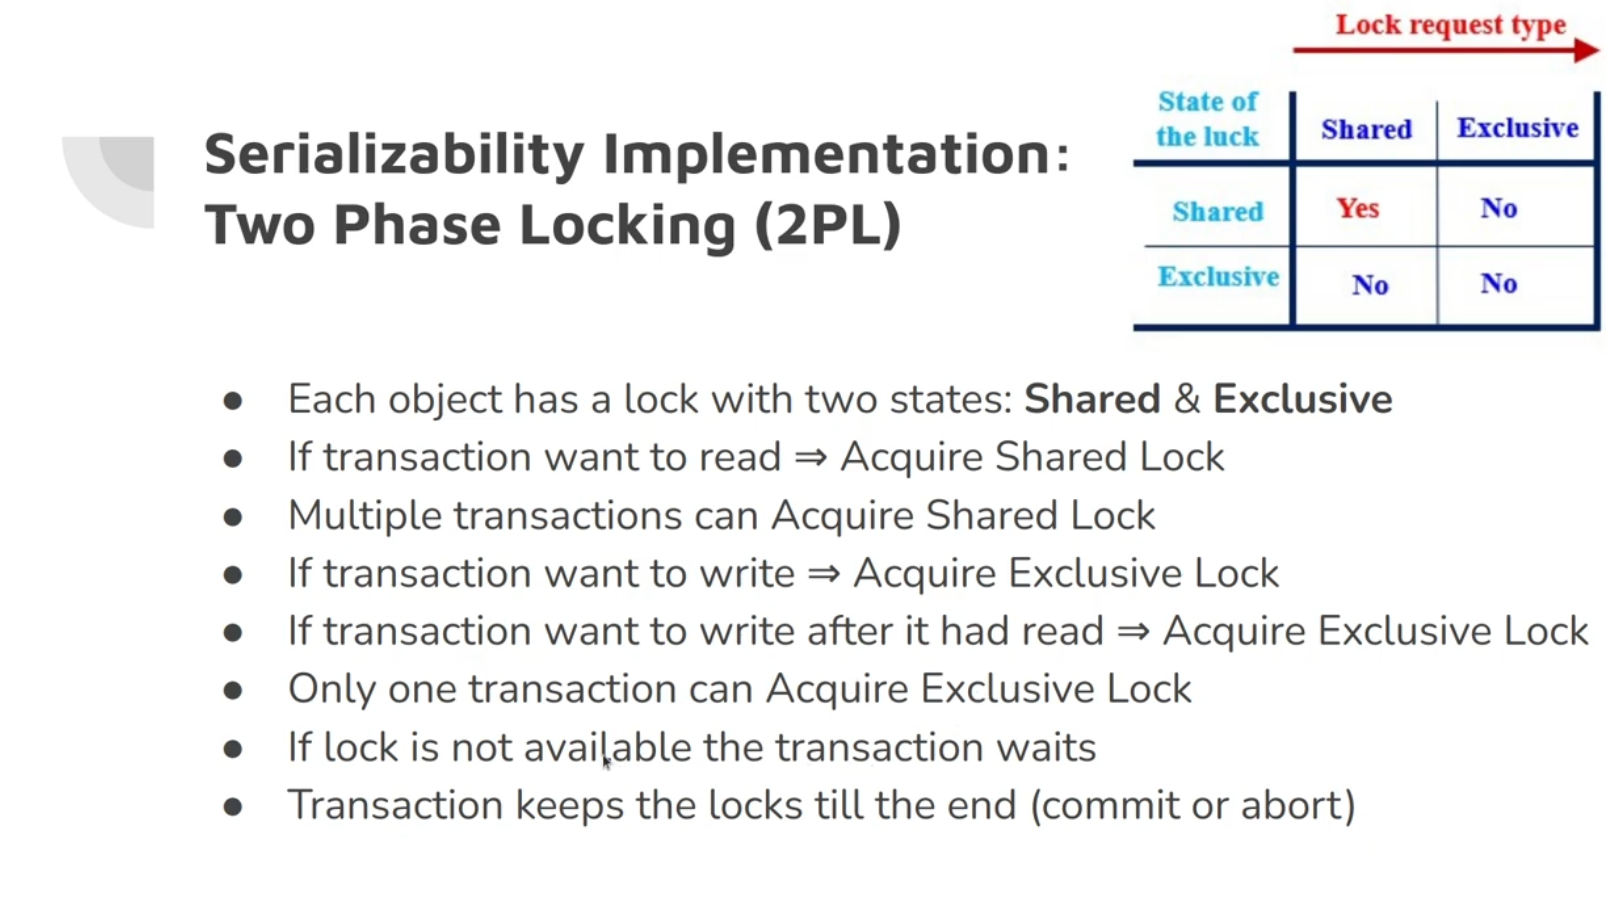 Lock request type
State of
the luck
Shared
Exclusive
Shared
Yes
No
Exclusive
No
No
Serializability Implementation:
Two Phase Locking (2PL)
● Each object has a lock with two states: Shared & Exclusive
● If transaction want to read ⇒ Acquire Shared Lock
● Multiple transactions can Acquire Shared Lock
● If transaction want to write ⇒ Acquire Exclusive Lock
● If transaction want to write after it had read ⇒ Acquire Exclusive Lock
● Only one transaction can Acquire Exclusive Lock
● If lock is not available the transaction waits
● Transaction keeps the locks till the end (commit or abort)